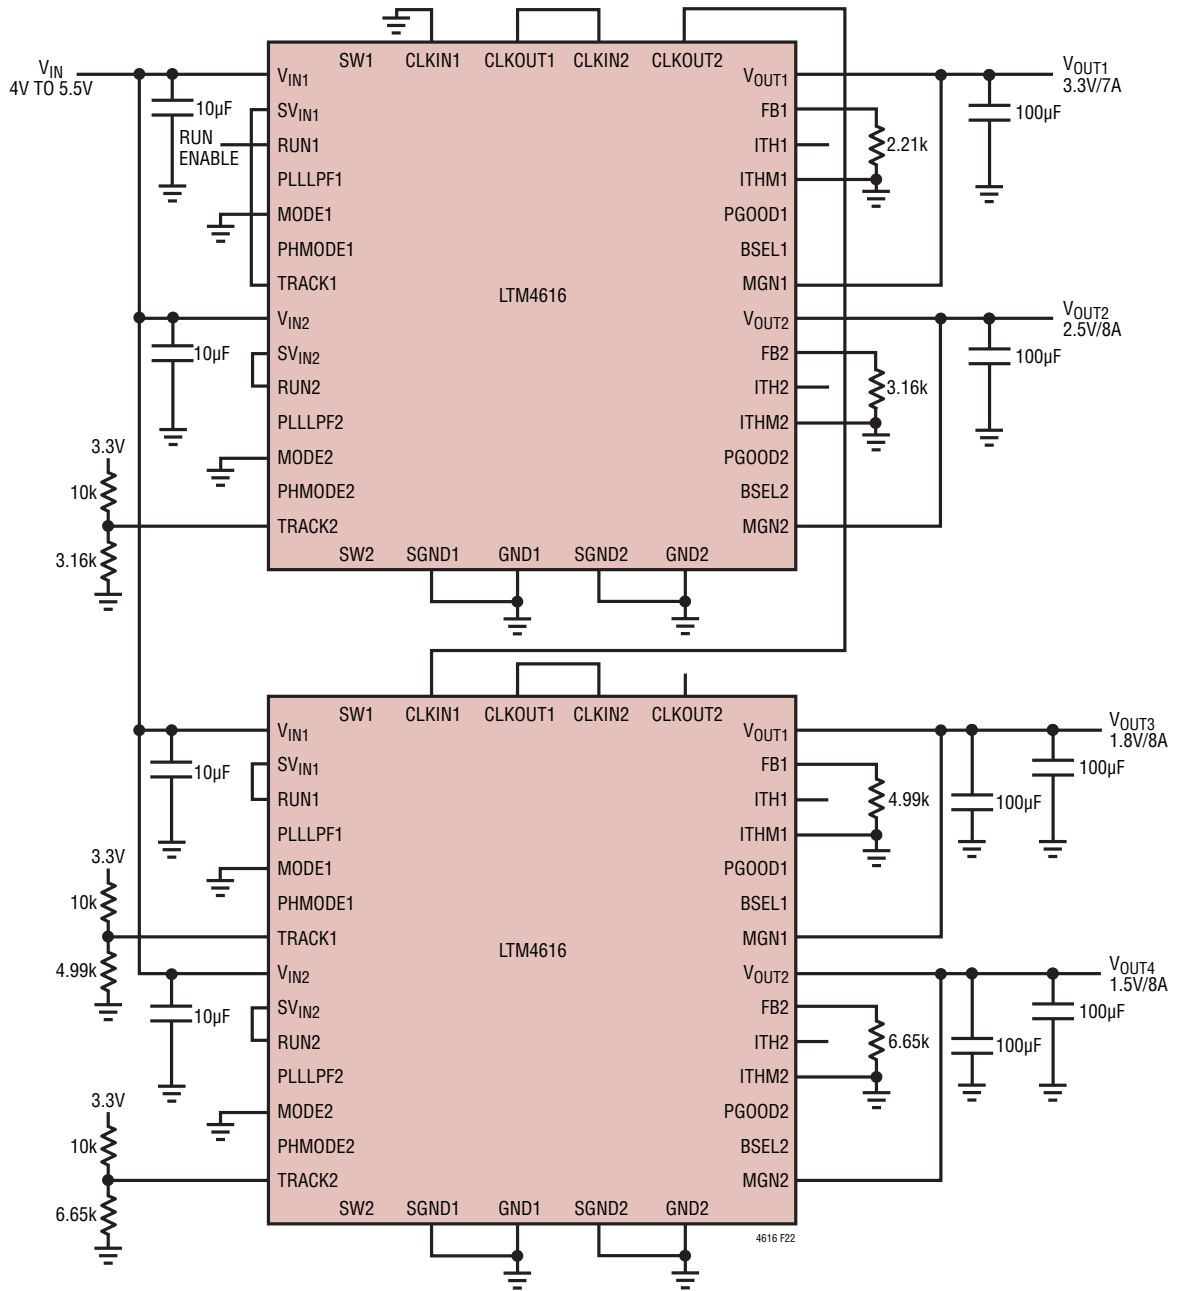 SW1 CLKIN1 CLKOUT1 CLKIN2 CLKOUT2
VIN
4V TO 5.5V
10µF
RUN
ENABLE
VIN1
SVIN1
RUN1
PLLLPF1
MODE1
PHMODE1
TRACK1
VIN2
SVIN2
RUN2
PLLLPF2
MODE2
PHMODE2
TRACK2
10µF
3.3V
10k
3.16k
LTM4616
VOUT1
FB1
ITH1
ITHM1
PGOOD1
BSEL1
MGN1
VOUT2
FB2
ITH2
ITHM2
PGOOD2
BSEL2
MGN2
SW2 SGND1 GND1 SGND2 GND2
2.21k
VOUT1
3.3V/7A
100µF
3.16k
VOUT2
2.5V/8A
100µF
SW1 CLKIN1 CLKOUT1 CLKIN2 CLKOUT2
10µF
VIN1
SVIN1
RUN1
PLLLPF1
MODE1
PHMODE1
TRACK1
VIN2
SVIN2
RUN2
PLLLPF2
MODE2
PHMODE2
TRACK2
3.3V
10k
4.99k
10µF
3.3V
10k
6.65k
LTM4616
VOUT1
FB1
ITH1
ITHM1
PGOOD1
BSEL1
MGN1
VOUT2
FB2
ITH2
ITHM2
PGOOD2
BSEL2
MGN2
SW2 SGND1 GND1 SGND2 GND2
4.99k
VOUT3
1.8V/8A
100µF
100µF
6.65k
VOUT4
1.5V/8A
100µF
100µF
4616 F22